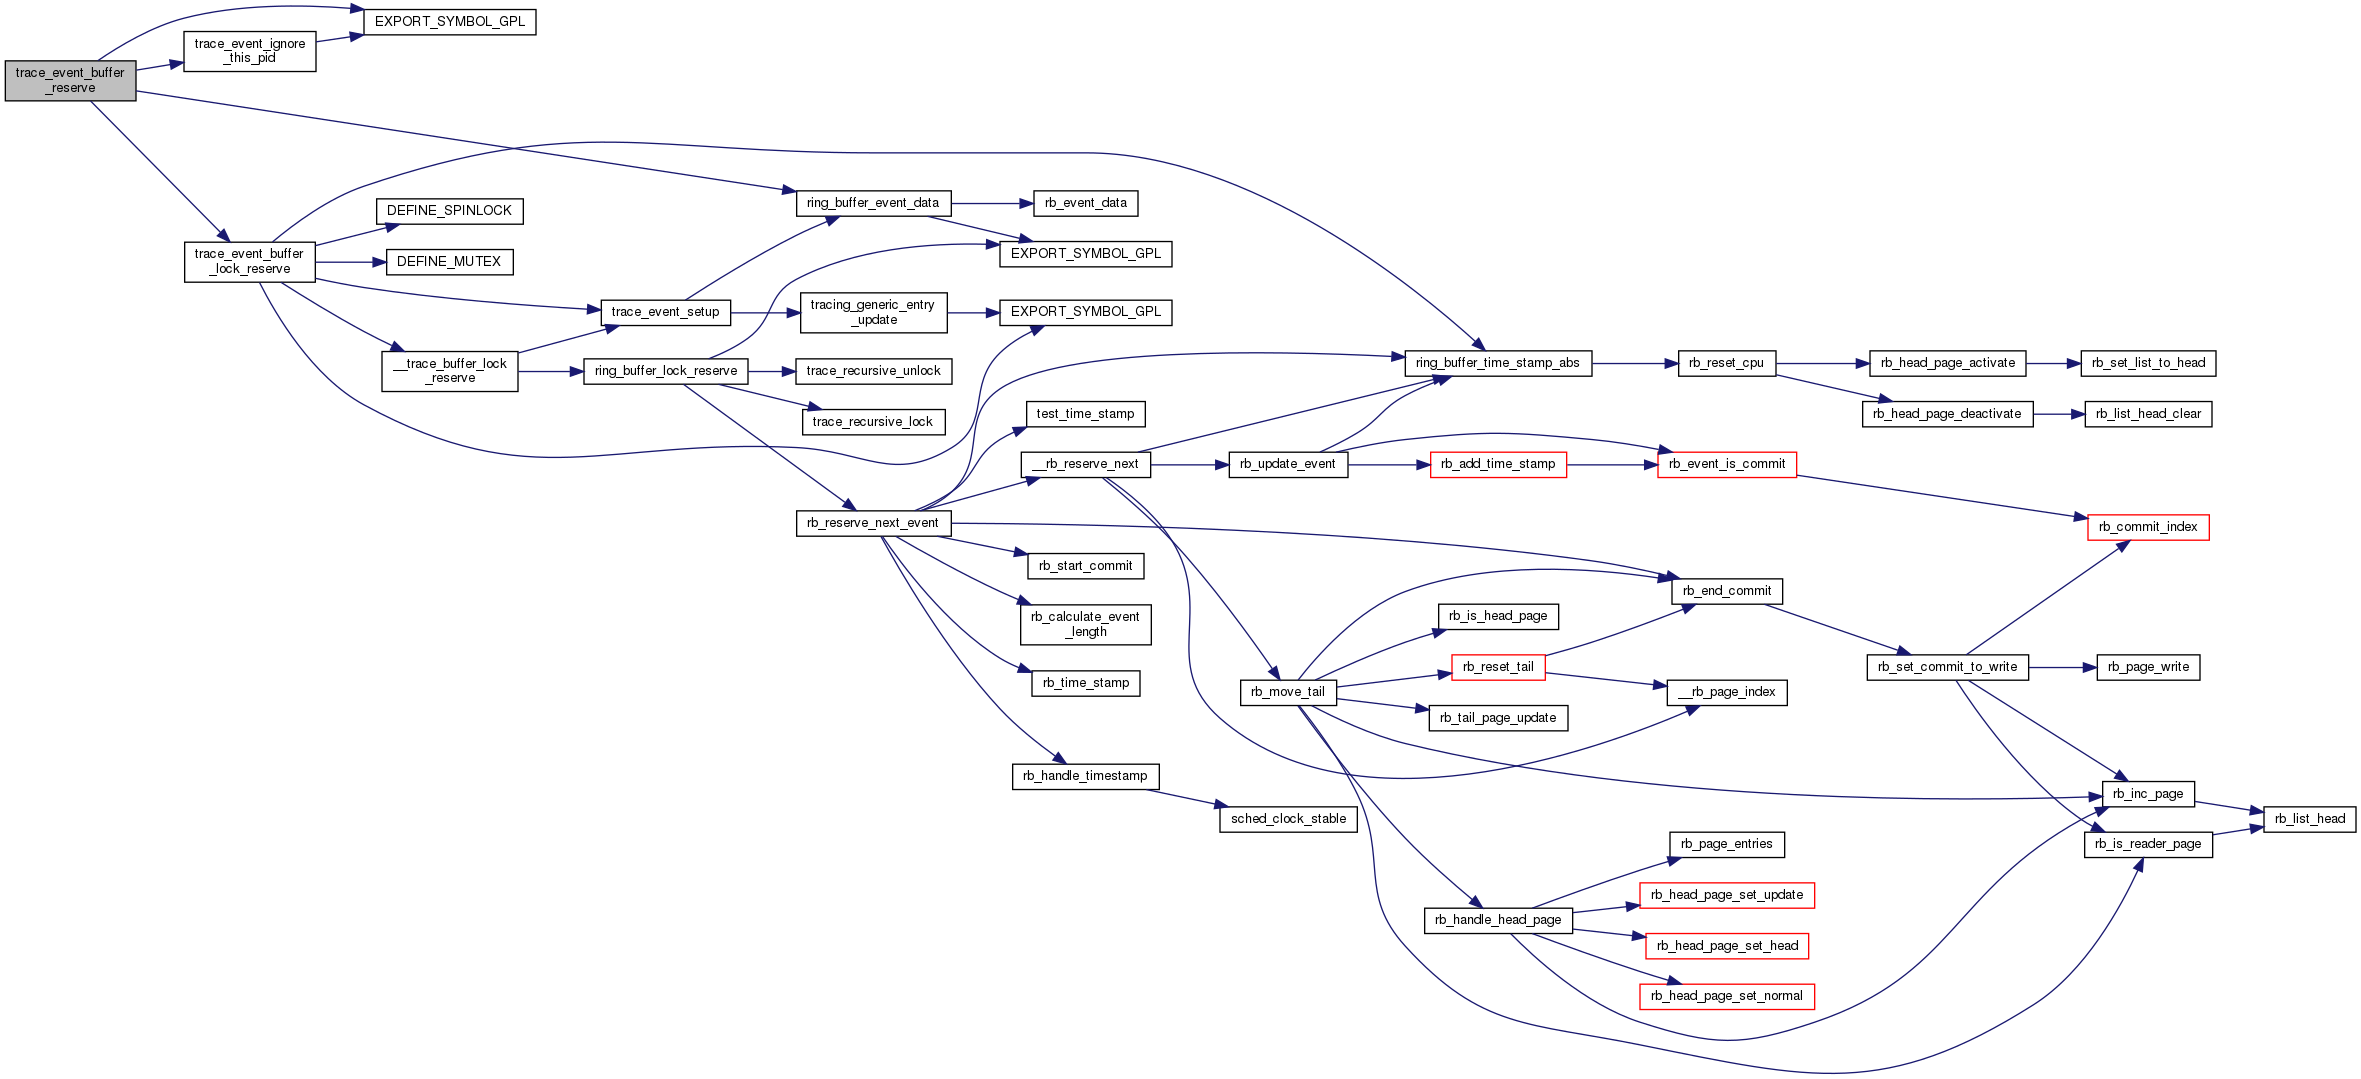 EXPORT_SYMBOL_GPL
trace_event_ignore
_this_pid
trace_event_buffer
_reserve
DEFINE_SPINLOCK
ring_buffer_event_data
rb_event_data
trace_event_buffer
_lock_reserve
DEFINE_MUTEX
EXPORT_SYMBOL_GPL
trace_event_setup
tracing_generic_entry
_update
EXPORT_SYMBOL_GPL
__trace_buffer_lock
_reserve
ring_buffer_lock_reserve
trace_recursive_unlock
trace_recursive_lock
ring_buffer_time_stamp_abs
rb_reset_cpu
rb_head_page_activate
rb_set_list_to_head
rb_head_page_deactivate
rb_list_head_clear
test_time_stamp
__rb_reserve_next
rb_update_event
rb_add_time_stamp
rb_event_is_commit
rb_commit_index
rb_reserve_next_event
rb_start_commit
rb_calculate_event
_length
rb_time_stamp
rb_handle_timestamp
sched_clock_stable
rb_end_commit
rb_is_head_page
rb_reset_tail
rb_move_tail
__rb_page_index
rb_tail_page_update
rb_set_commit_to_write
rb_page_write
rb_inc_page
rb_list_head
rb_is_reader_page
rb_page_entries
rb_head_page_set_update
rb_handle_head_page
rb_head_page_set_head
rb_head_page_set_normal